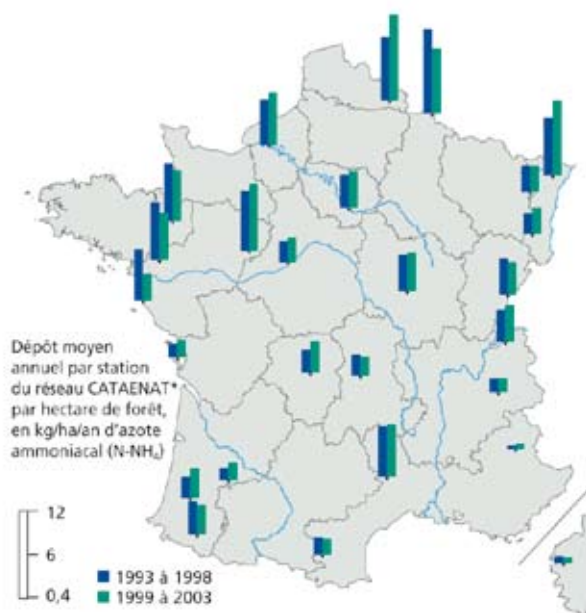 Dépôt moyen
annuel par station
du réseau CATAENAT*
par hectare de forêt,
en kg/ha/an d'azote
ammoniacal (N-NH₄)
12
6
0,4
1993 à 1998
1999 à 2003